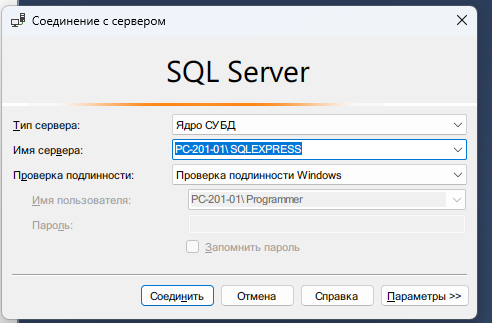 Соединение с сервером
SQL Server
Тип сервера: Ядро СУБД
Имя сервера: PC-201-01\SQLEXPRESS
Проверка подлинности: Проверка подлинности Windows
Имя пользователя: PC-201-01\Programmer
Пароль:
Запомнить пароль
Соединить Отмена Справка Параметры >>